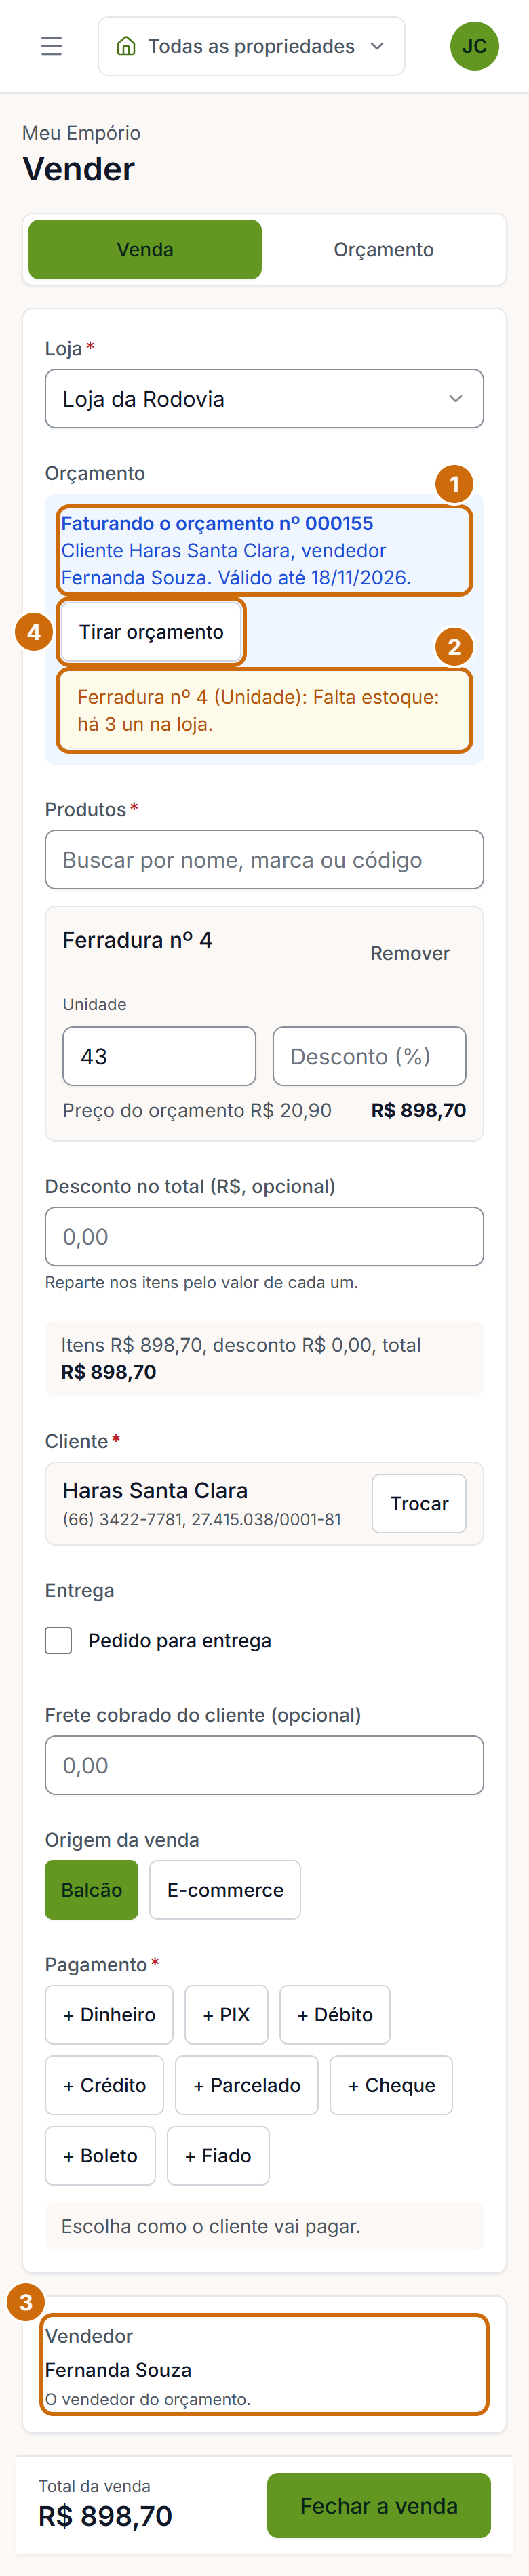 Todas as propriedades
JC
Meu Empório
Vender
Venda
Orçamento
Loja*
Loja da Rodovia
Orçamento
1
Faturando o orçamento nº 000155
Cliente Haras Santa Clara, vendedor
Fernanda Souza. Válido até 18/11/2026.
4
Tirar orçamento
2
Ferradura nº 4 (Unidade): Falta estoque:
há 3 un na loja.
Produtos*
Buscar por nome, marca ou código
Ferradura nº 4
Remover
Unidade
43
Desconto (%)
Preço do orçamento R$ 20,90
R$ 898,70
Desconto no total (R$, opcional)
0,00
Reparte nos itens pelo valor de cada um.
Itens R$ 898,70, desconto R$ 0,00, total
R$ 898,70
Cliente*
Haras Santa Clara
(66) 3422-7781, 27.415.038/0001-81
Trocar
Entrega
Pedido para entrega
Frete cobrado do cliente (opcional)
0,00
Origem da venda
Balcão
E-commerce
Pagamento*
+ Dinheiro
+ PIX
+ Débito
+ Crédito
+ Parcelado
+ Cheque
+ Boleto
+ Fiado
Escolha como o cliente vai pagar.
3
Vendedor
Fernanda Souza
O vendedor do orçamento.
Total da venda
R$ 898,70
Fechar a venda